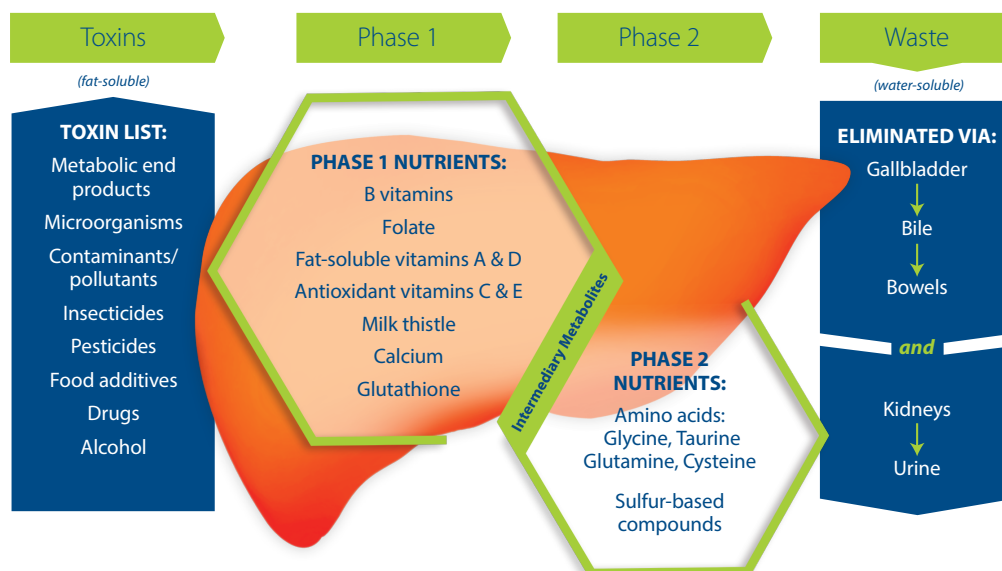 Toxins
Phase 1
Phase 2
Waste
(fat-soluble)
(water-soluble)
TOXIN LIST:
Metabolic end
products
Microorganisms
Contaminants/
pollutants
Insecticides
Pesticides
Food additives
Drugs
Alcohol
PHASE 1 NUTRIENTS:
B vitamins
Folate
Fat-soluble vitamins A & D
Antioxidant vitamins C & E
Milk thistle
Calcium
Glutathione
Intermediary Metabolites
PHASE 2
NUTRIENTS:
Amino acids:
Glycine, Taurine
Glutamine, Cysteine
Sulfur-based
compounds
ELIMINATED VIA:
Gallbladder
Bile
Bowels
and
Kidneys
Urine